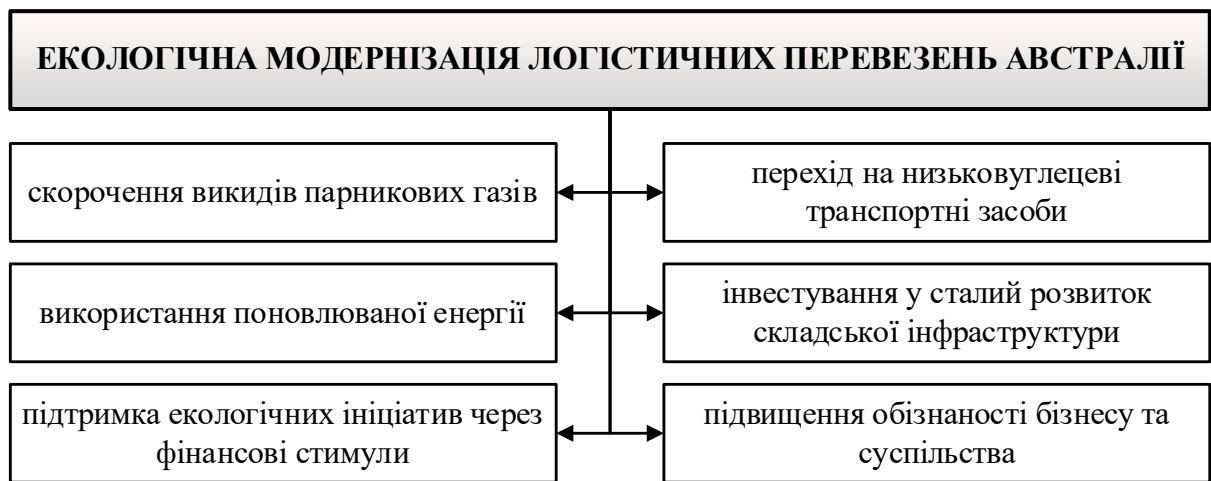 ЕКОЛОГІЧНА МОДЕРНІЗАЦІЯ ЛОГІСТИЧНИХ ПЕРЕВЕЗЕНЬ АВСТРАЛІЇ
скорочення викидів парникових газів
перехід на низьковуглецеві
транспортні засоби
використання поновлюваної енергії
інвестування у сталий розвиток
складської інфраструктури
підтримка екологічних ініціатив через
фінансові стимули
підвищення обізнаності бізнесу та
суспільства